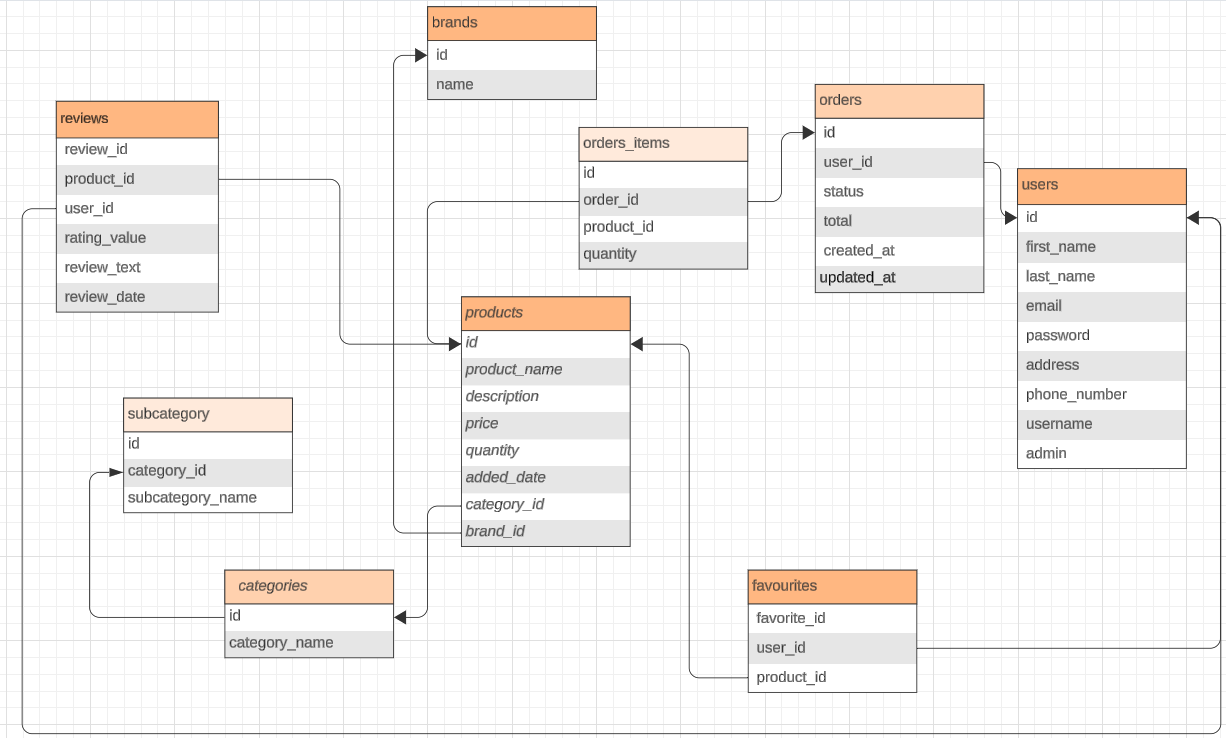 brands
id
name
reviews
review_id
product_id
user_id
rating_value
review_text
review_date
orders_items
id
order_id
product_id
quantity
orders
id
user_id
status
total
created_at
updated_at
users
id
first_name
last_name
email
password
address
phone_number
username
admin
products
id
product_name
description
price
quantity
added_date
category_id
brand_id
subcategory
id
category_id
subcategory_name
categories
id
category_name
favourites
favorite_id
user_id
product_id